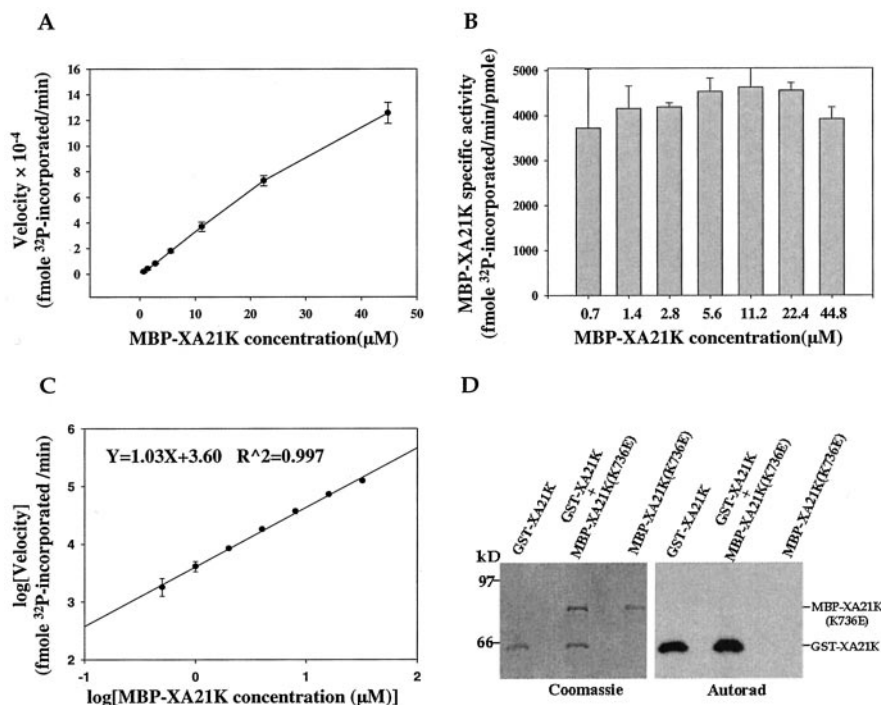 A
Velocity × 10⁻⁴
(fmole ³²P-incorporated/min)
16
14
12
10
8
6
4
2
0
0
10
20
30
40
50
MBP-XA21K concentration(µM)
B
MBP-XA21K specific activity
(fmole ³²P-incorporated/min/pmole)
5000
4000
3000
2000
1000
0
0.7
1.4
2.8
5.6
11.2
22.4
44.8
MBP-XA21K concentration(µM)
C
log[Velocity]
(fmole ³²P-incorporated /min)
6
5
4
3
2
Y=1.03X+3.60 R^2=0.997
-1
0
1
2
log[MBP-XA21K concentration (µM)]
D
GST-XA21K
GST-XA21K
+
MBP-XA21K(K736E)
MBP-XA21K(K736E)
GST-XA21K
GST-XA21K
+
MBP-XA21K(K736E)
MBP-XA21K(K736E)
kD
97
66
MBP-XA21K
(K736E)
GST-XA21K
Coomassie
Autorad